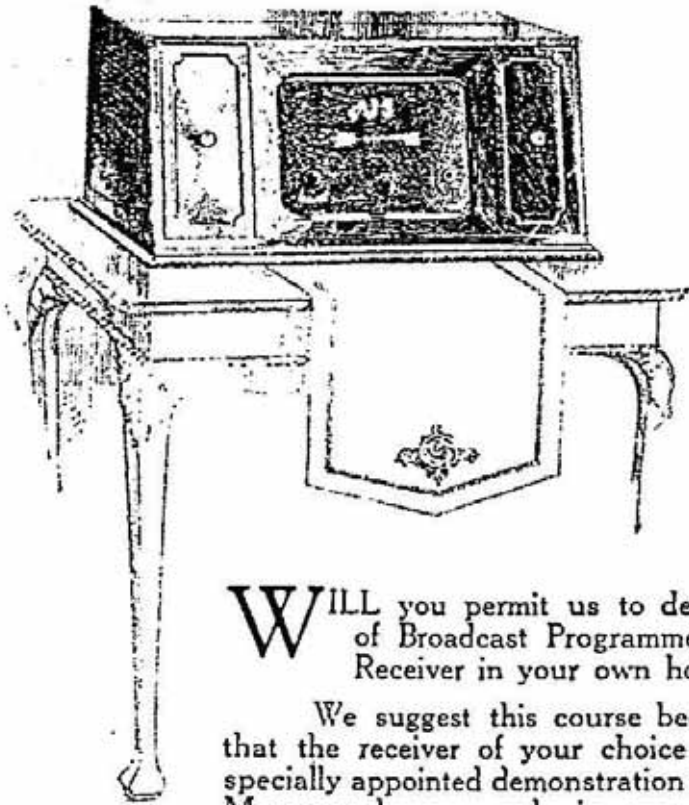 WILL you permit us to de
of Broadcast Programme
Receiver in your own ho
We suggest this course be
that the receiver of your choice
specially appointed demonstration